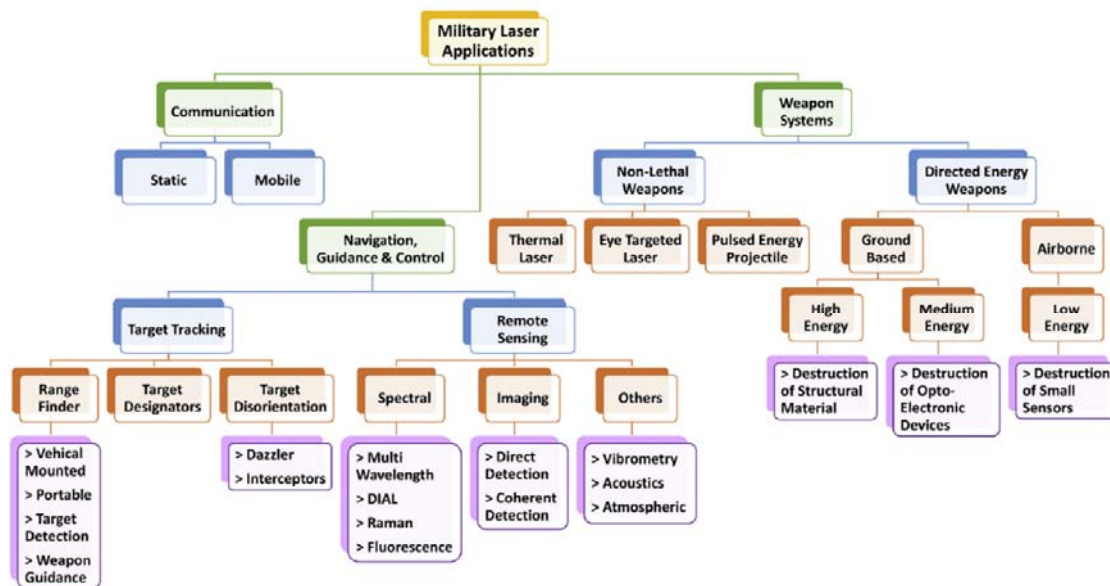 Military Laser
Applications
Communication
Weapon
Systems
Static
Mobile
Non-Lethal
Weapons
Directed Energy
Weapons
Navigation,
Guidance & Control
Thermal
Laser
Eye Targeted
Laser
Pulsed Energy
Projectile
Ground
Based
Airborne
Target Tracking
Remote
Sensing
High
Energy
Medium
Energy
Low
Energy
Range
Finder
Target
Designators
Target
Disorientation
Spectral
Imaging
Others
> Destruction
of Structural
Material
> Destruction
of Opto-
Electronic
Devices
> Destruction
of Small
Sensors
> Vehical
Mounted
> Portable
> Target
Detection
> Weapon
Guidance
> Dazzler
> Interceptors
> Multi
Wavelength
> DIAL
> Raman
> Fluorescence
> Direct
Detection
> Coherent
Detection
> Vibrometry
> Acoustics
> Atmospheric